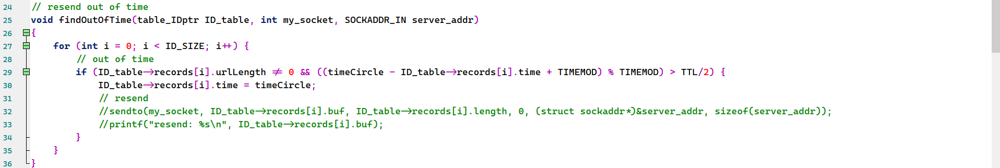 24 // resend out of time
25 void findOutOfTime(table_IDptr ID_table, int my_socket, SOCKADDR_IN server_addr)
26 {
27     for (int i = 0; i < ID_SIZE; i++) {
28         // out of time
29         if (ID_table->records[i].urlLength != 0 && ((timeCircle - ID_table->records[i].time + TIMEMOD) % TIMEMOD) > TTL/2) {
30             ID_table->records[i].time = timeCircle;
31             // resend
32             //sendto(my_socket, ID_table->records[i].buf, ID_table->records[i].length, 0, (struct sockaddr*)&server_addr, sizeof(server_addr));
33             //printf("resend: %s\n", ID_table->records[i].buf);
34         }
35     }
36 }